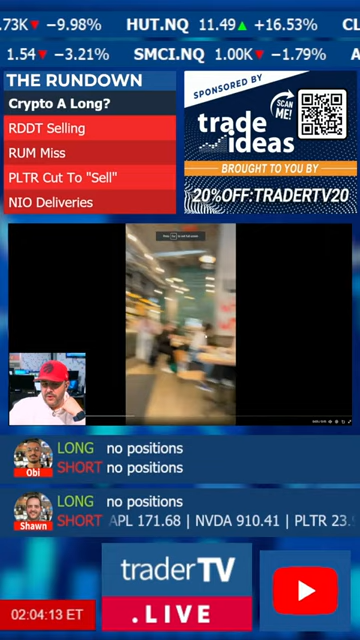 .73K▼ −9.98% HUT.NQ 11.49▲ +16.53% CL
1.54▼ −3.21% SMCI.NQ 1.00K▼ −1.79% A
THE RUNDOWN
Crypto A Long?
RDDT Selling
RUM Miss
PLTR Cut To "Sell"
NIO Deliveries
SPONSORED BY
SCAN ME!
trade ideas
BROUGHT TO YOU BY
20%OFF:TRADERTV20
Obi
LONG no positions
SHORT no positions
Shawn
LONG no positions
SHORT APL 171.68 | NVDA 910.41 | PLTR 23.
02:04:13 ET
traderTV
.LIVE